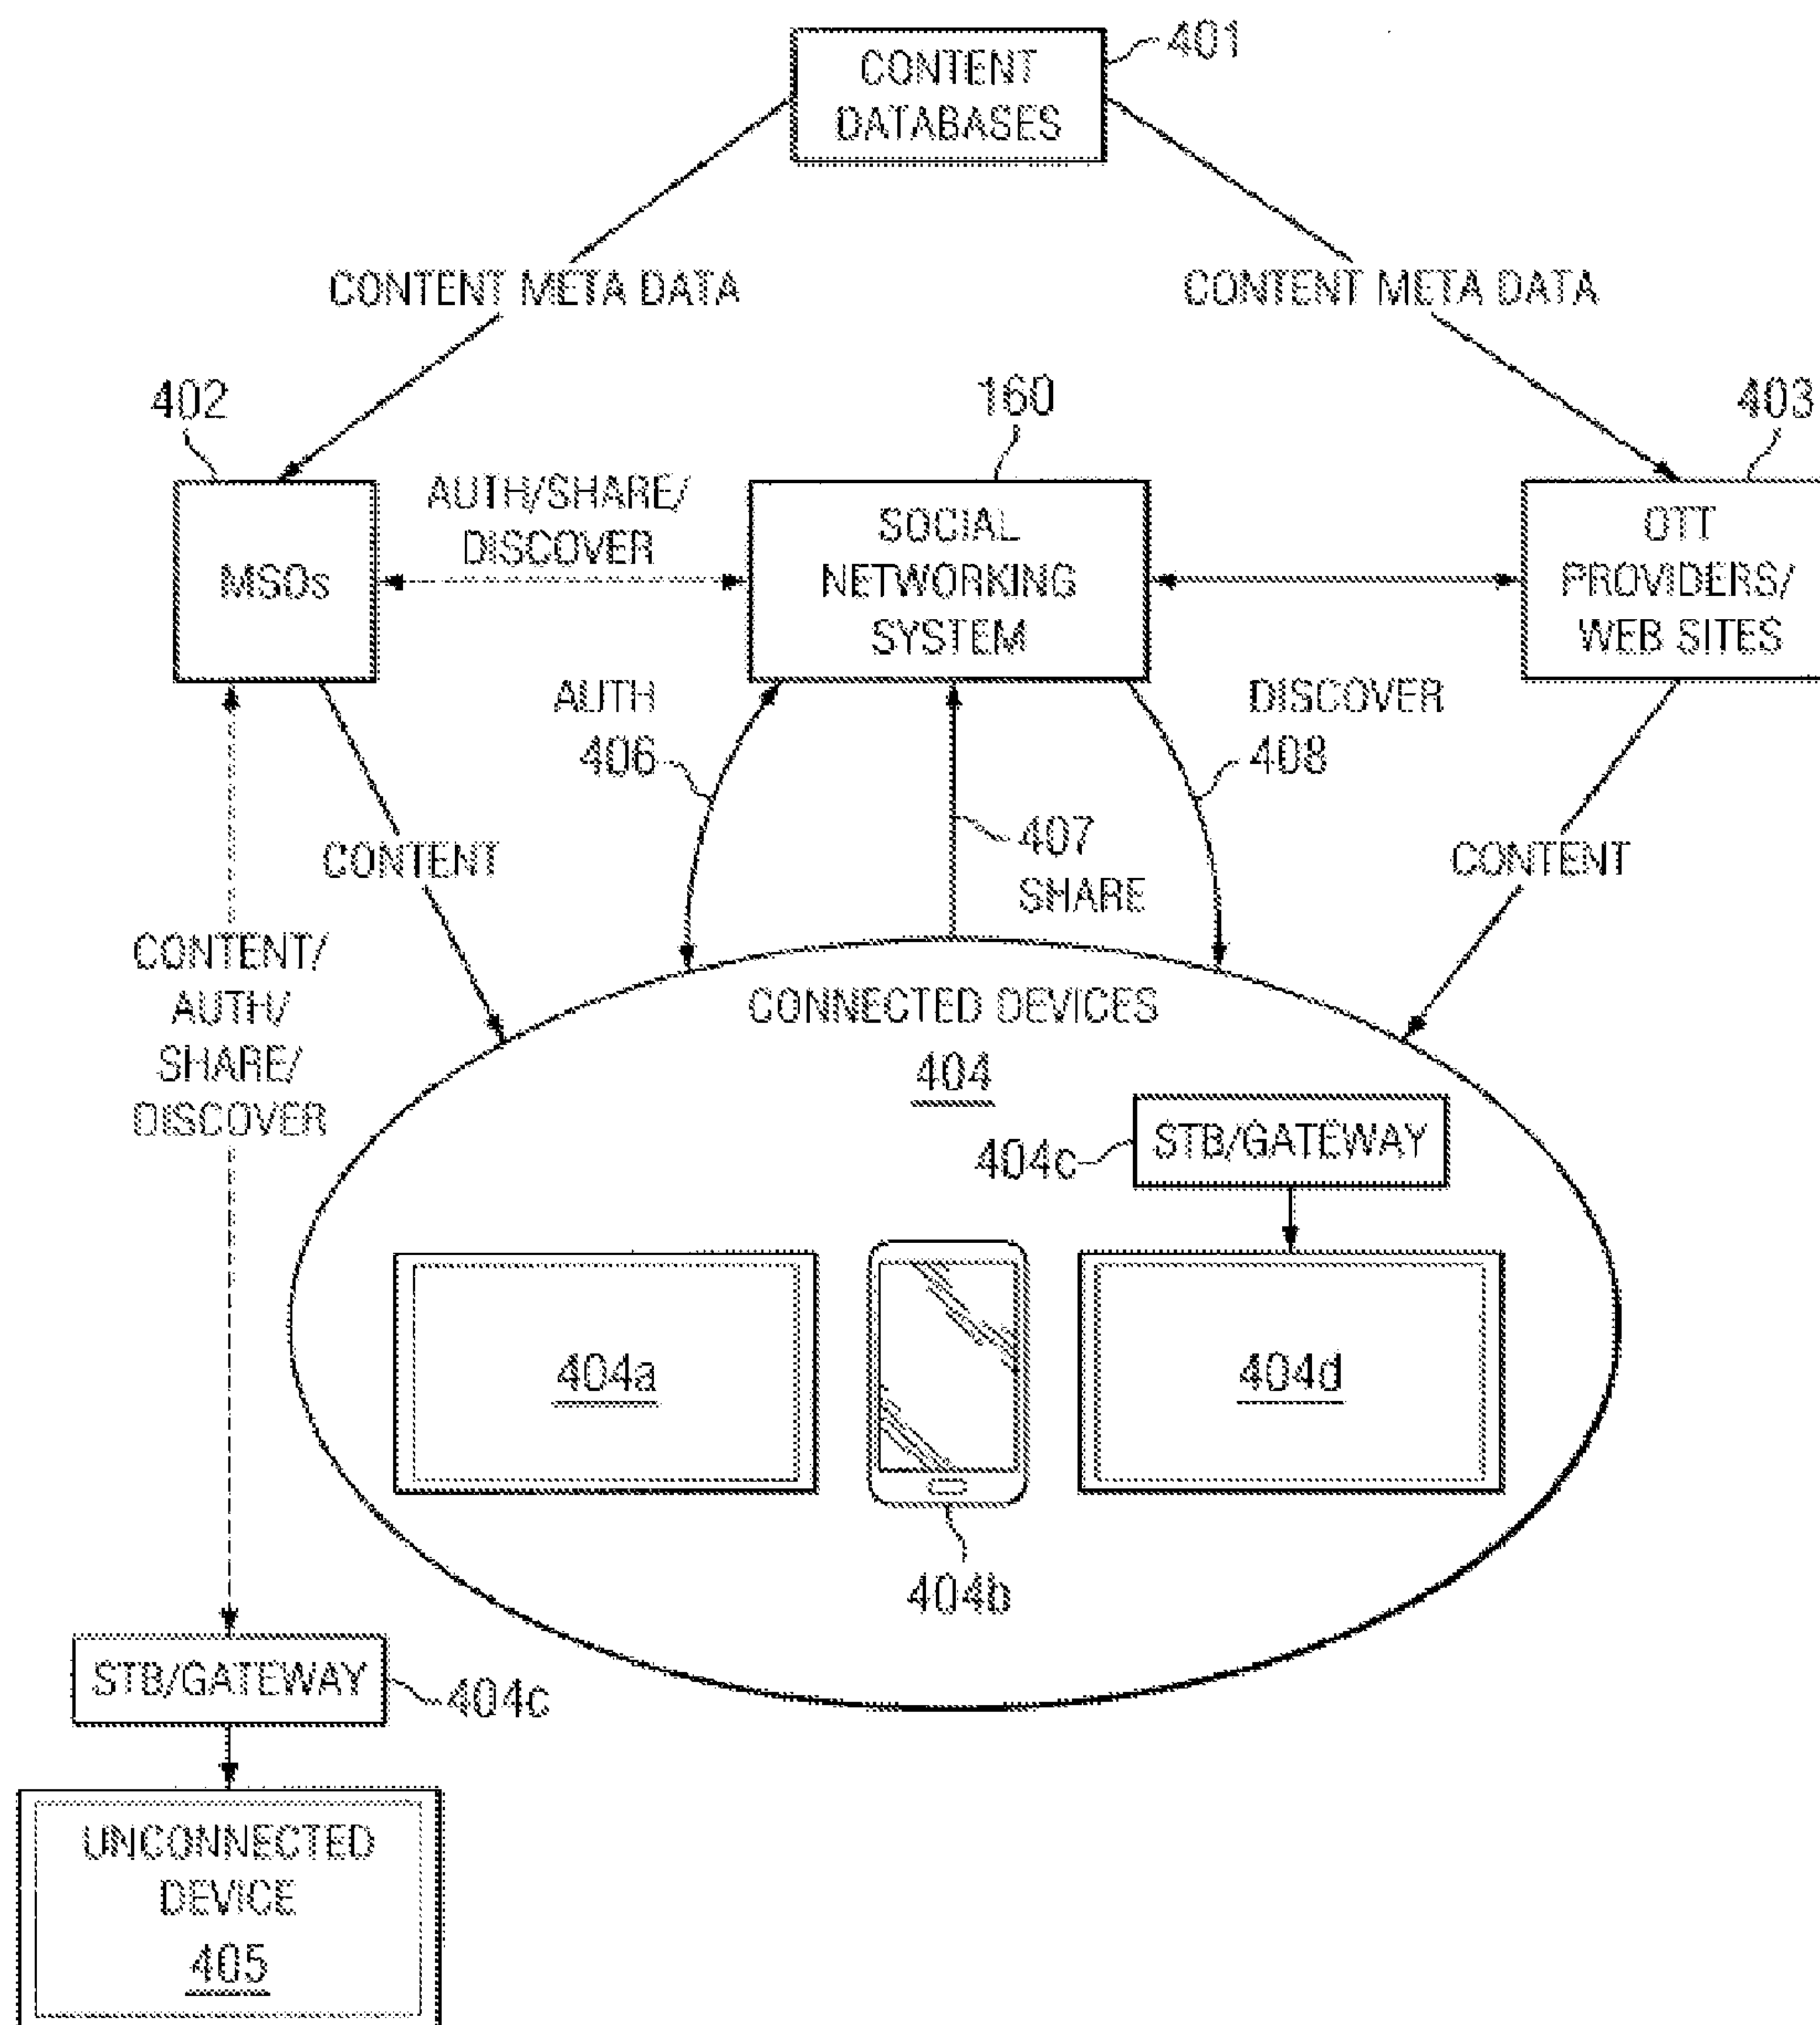 401
CONTENT
DATABASES
CONTENT META DATA
CONTENT META DATA
402
160
403
MSOs
AUTH/SHARE/
DISCOVER
SOCIAL
NETWORKING
SYSTEM
OTT
PROVIDERS/
WEB SITES
AUTH
406
DISCOVER
408
407
SHARE
CONTENT
CONTENT
CONTENT/
AUTH/
SHARE/
DISCOVER
CONNECTED DEVICES
404
404c
STB/GATEWAY
404a
404d
404b
STB/GATEWAY
404c
UNCONNECTED
DEVICE
405